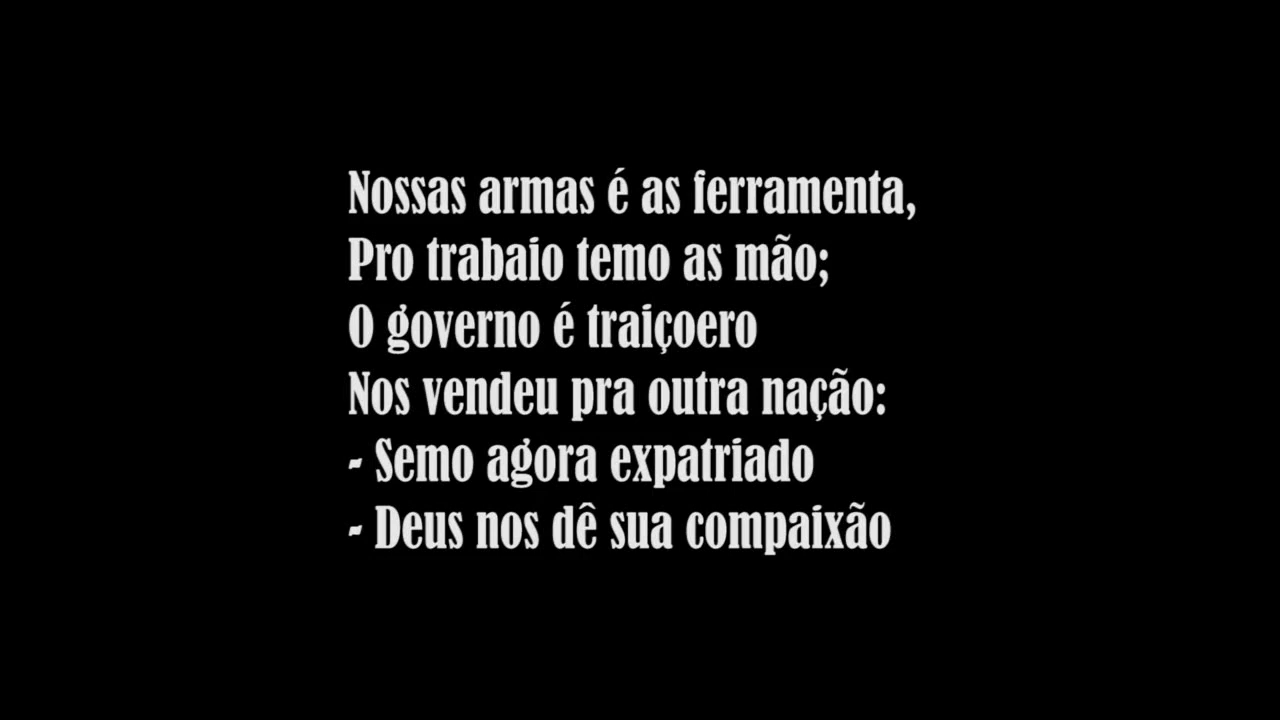 Nossas armas é as ferramenta,
Pro trabaio temo as mão;
O governo é traiçoero
Nos vendeu pra outra nação:
- Semo agora expatriado
- Deus nos dê sua compaixão